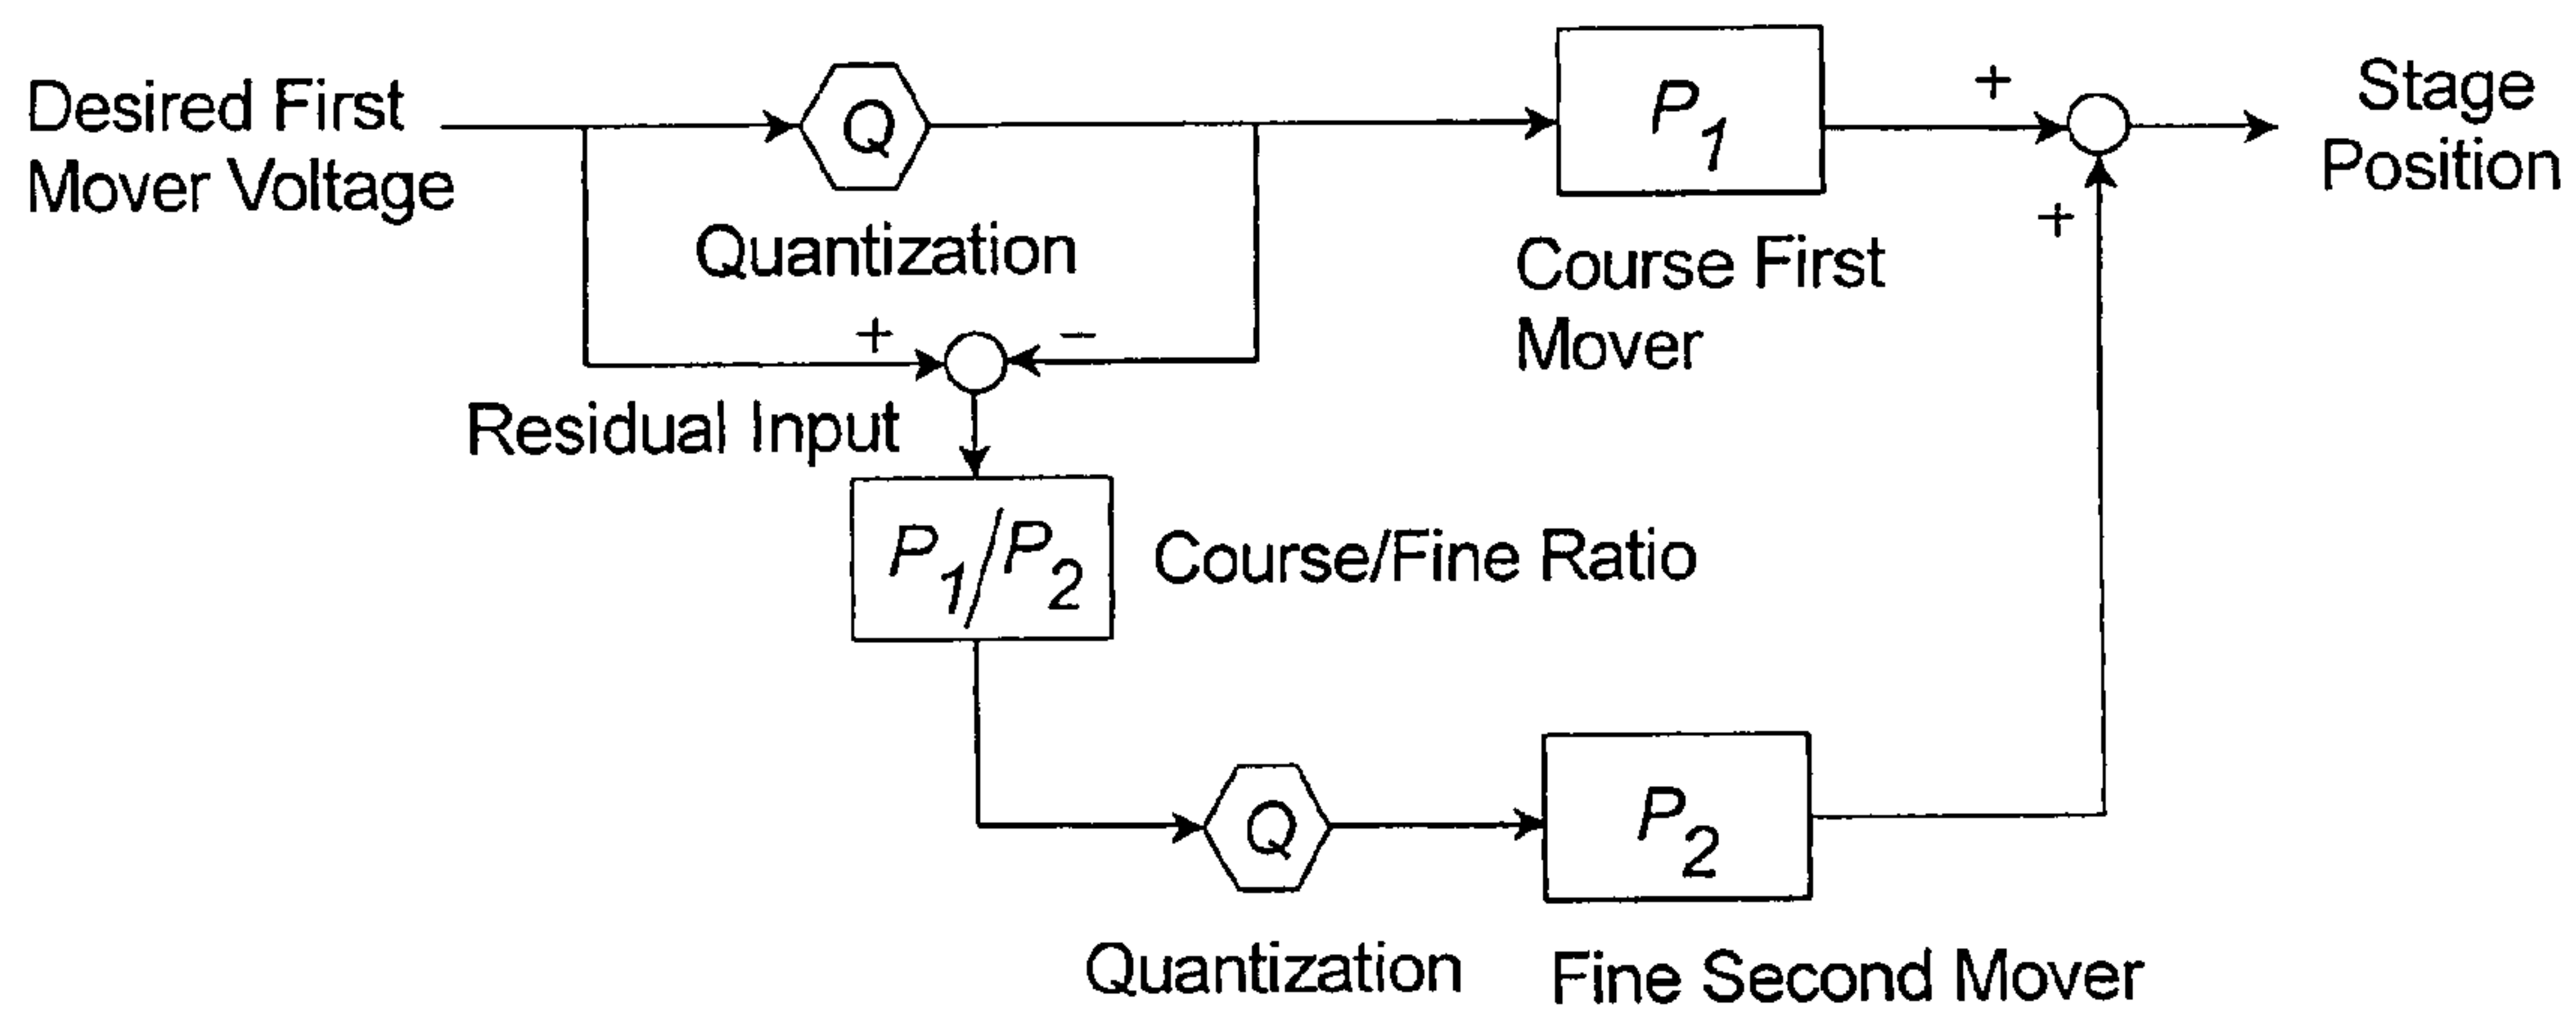 Desired First
Mover Voltage
Q
Quantization
P1
Course First
Mover
+
+
Stage
Position
+
−
Residual Input
P1/P2
Course/Fine Ratio
Q
Quantization
P2
Fine Second Mover